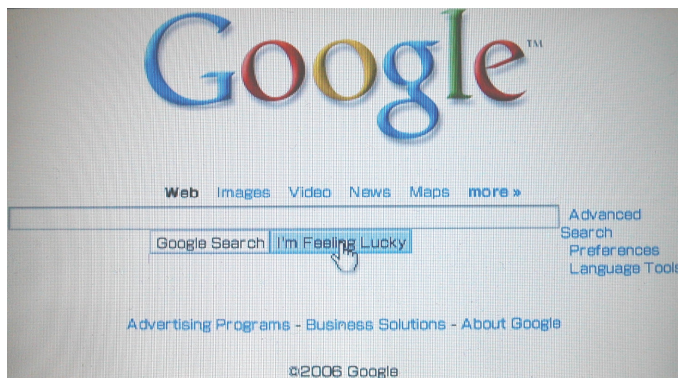 Google™
Web Images Video News Maps more »
Advanced
Search
Google Search I'm Feeling Lucky
Preferences
Language Tools
Advertising Programs - Business Solutions - About Google
©2006 Google